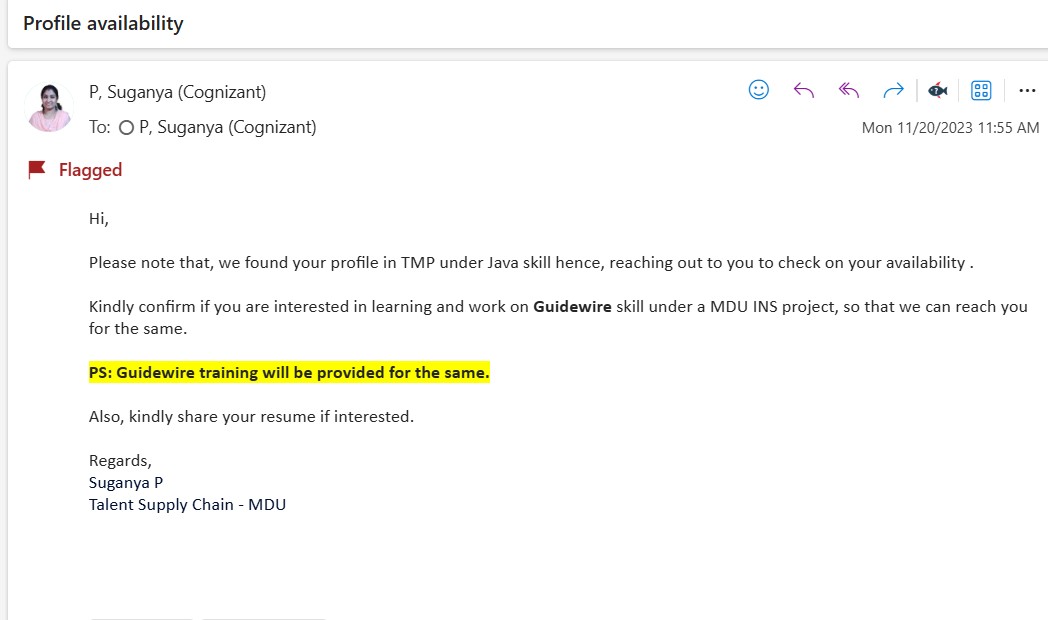 Profile availability
P, Suganya (Cognizant)
To: P, Suganya (Cognizant)
Mon 11/20/2023 11:55 AM
Flagged
Hi,
Please note that, we found your profile in TMP under Java skill hence, reaching out to you to check on your availability .
Kindly confirm if you are interested in learning and work on Guidewire skill under a MDU INS project, so that we can reach you
for the same.
PS: Guidewire training will be provided for the same.
Also, kindly share your resume if interested.
Regards,
Suganya P
Talent Supply Chain - MDU